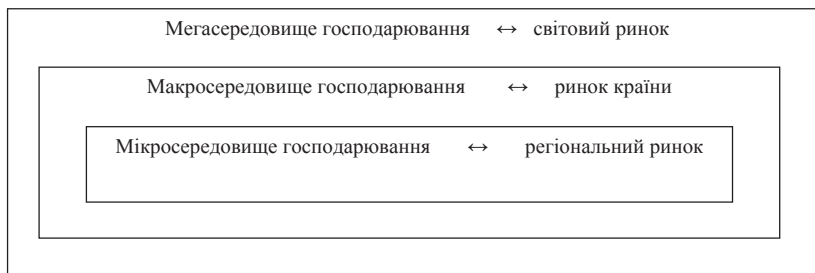 Мегасередовище господарювання ↔ світовий ринок
Макросередовище господарювання ↔ ринок країни
Мікросередовище господарювання ↔ регіональний ринок